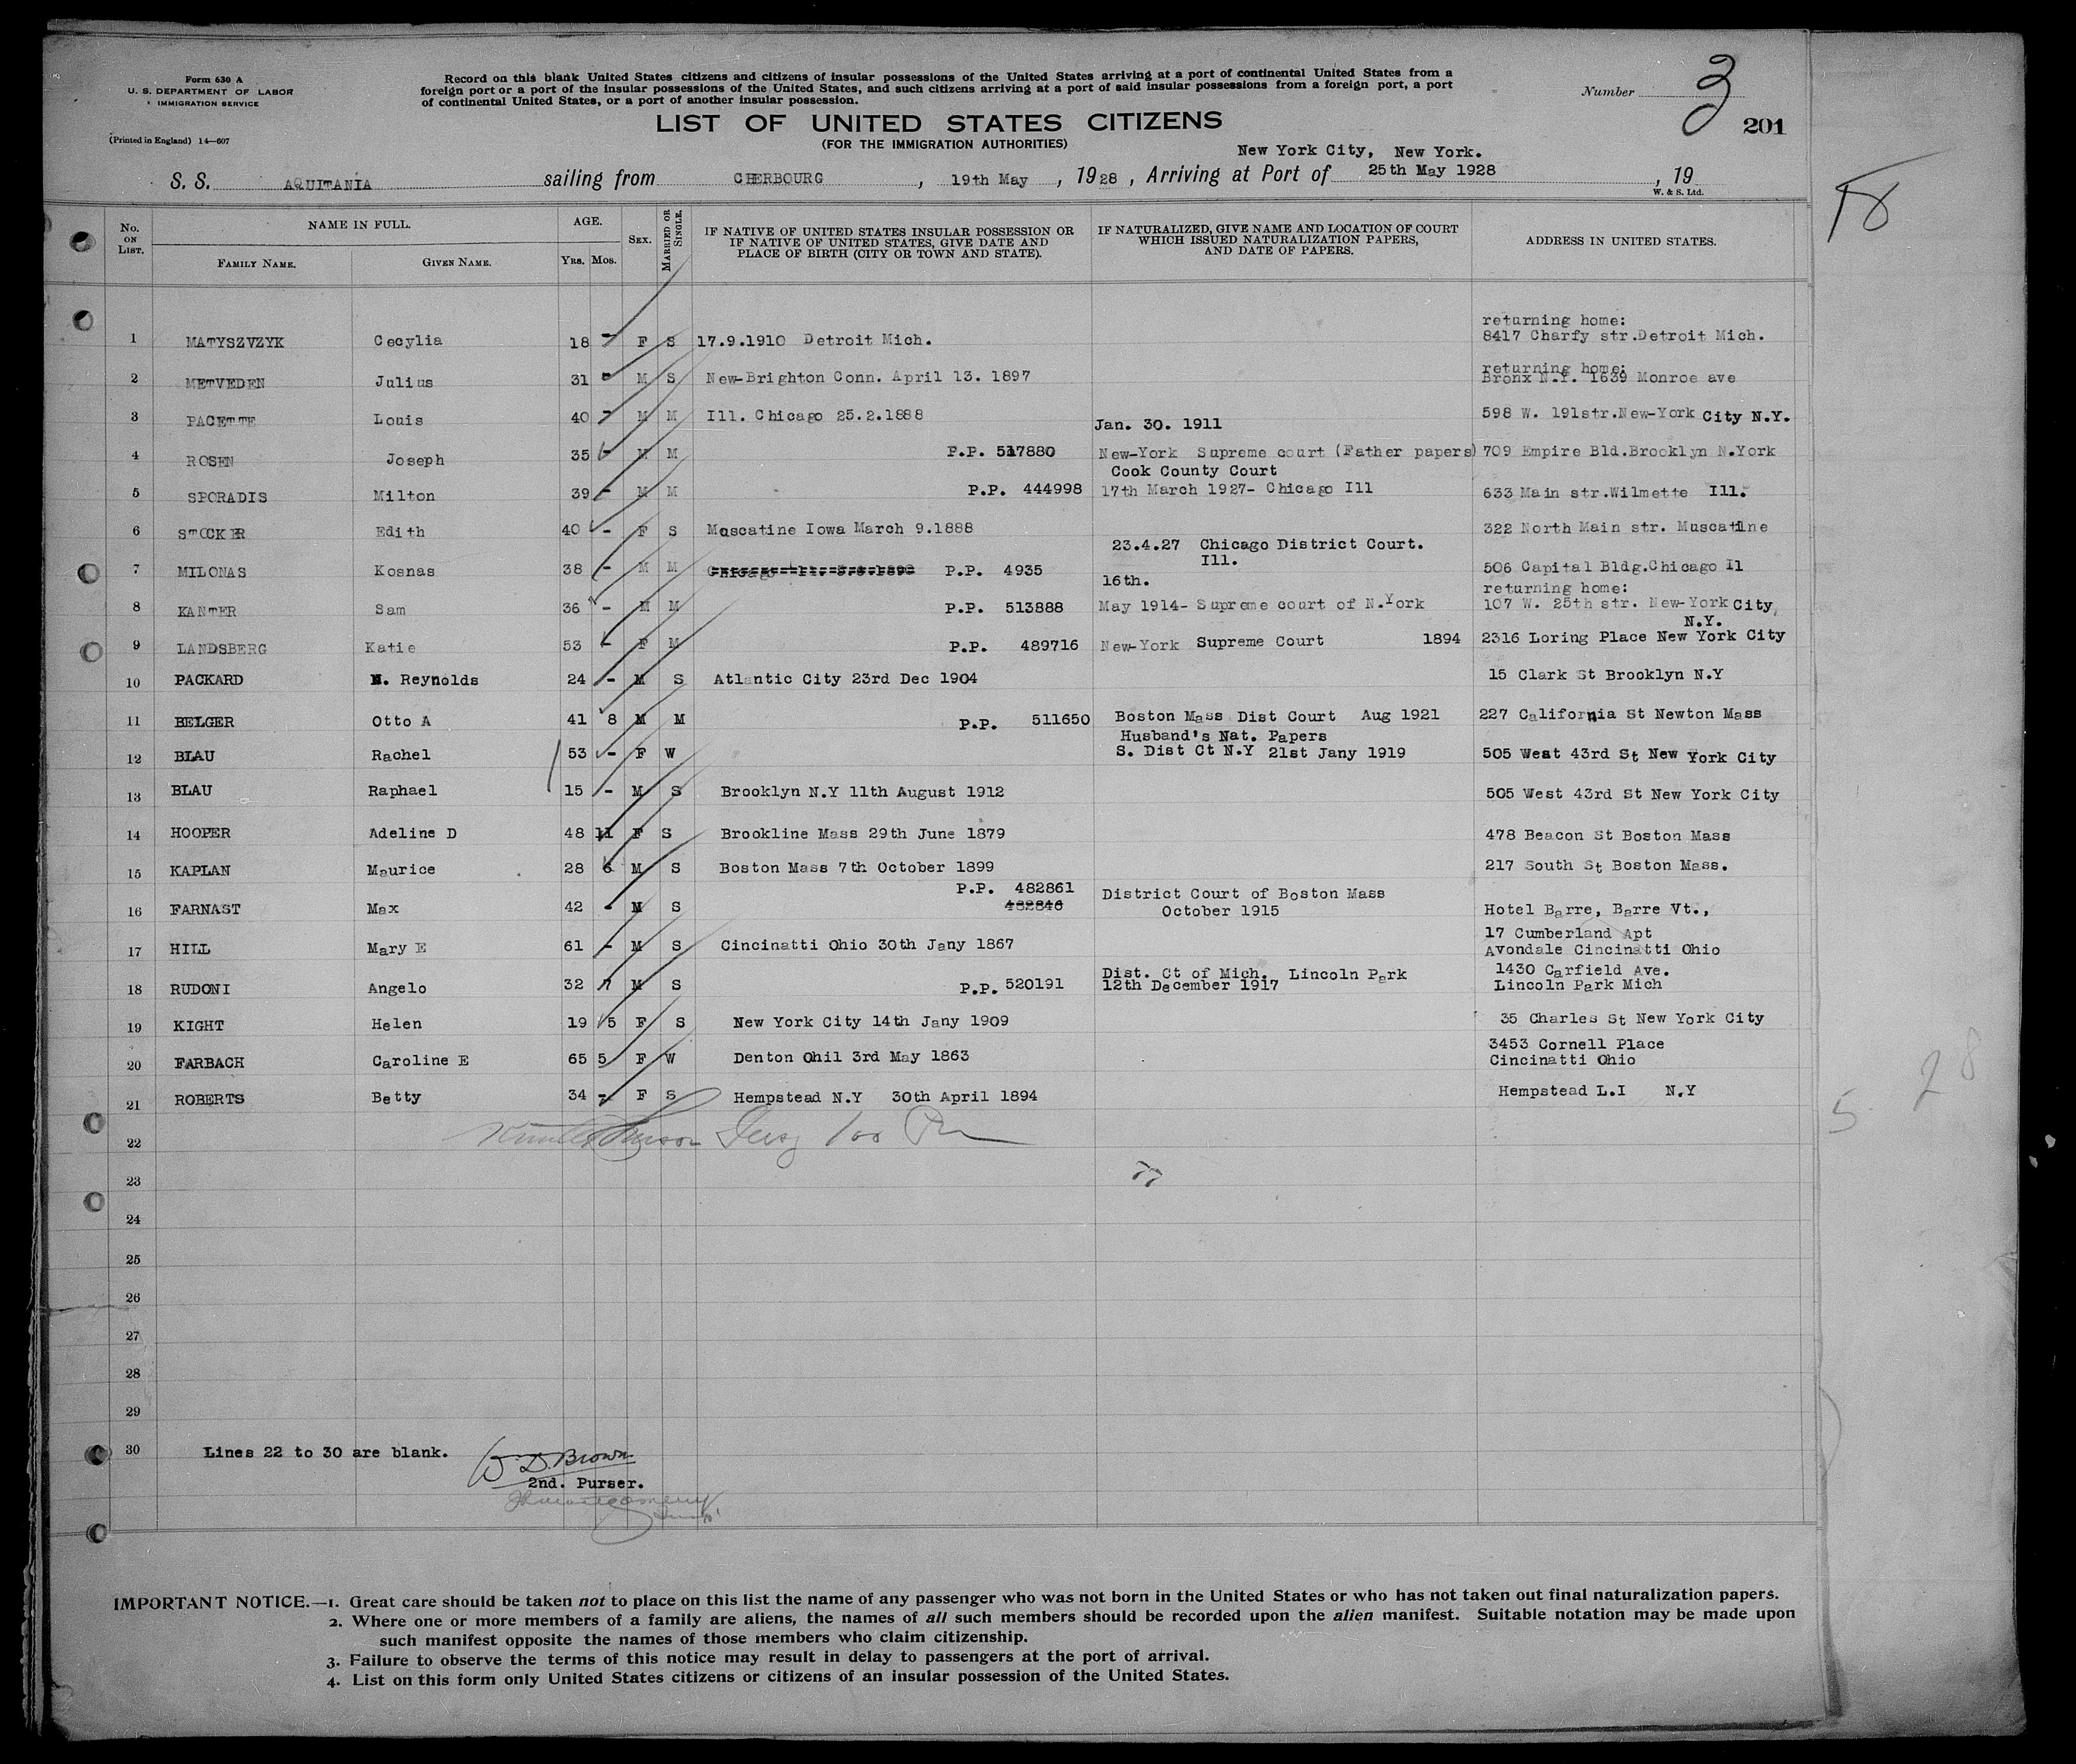 Form 630 A
U. S. DEPARTMENT OF LABOR
IMMIGRATION SERVICE
(Printed in England) 14—607
Record on this blank United States citizens and citizens of insular possessions of the United States arriving at a port of continental United States from a
foreign port or a port of the insular possessions of the United States, and such citizens arriving at a port of said insular possessions from a foreign port, a port
of continental United States, or a port of another insular possession.
Number 3
201
LIST OF UNITED STATES CITIZENS
(FOR THE IMMIGRATION AUTHORITIES)
New York City, New York.
S. S. AQUITANIA sailing from CHERBOURG , 19th May , 1928 , Arriving at Port of 25th May 1928 , 19
W. & S. Ltd.
58
No. ON LIST. NAME IN FULL. AGE. SEX. MARRIED OR SINGLE. IF NATIVE OF UNITED STATES INSULAR POSSESSION OR IF NATIVE OF UNITED STATES, GIVE DATE AND PLACE OF BIRTH (CITY OR TOWN AND STATE). IF NATURALIZED, GIVE NAME AND LOCATION OF COURT WHICH ISSUED NATURALIZATION PAPERS, AND DATE OF PAPERS. ADDRESS IN UNITED STATES.
FAMILY NAME. GIVEN NAME. YRS. MOS.
returning home:
1 MATYSZVZYK Cecylia 18 - F S 17.9.1910 Detroit Mich. 8417 Charfy str.Detroit Mich.
returning home:
2 METVEDEN Julius 31 - M S New-Brighton Conn. April 13. 1897 Bronx N.Y. 1639 Monroe ave
3 PACETTE Louis 40 - M M Ill. Chicago 25.2.1888 598 W. 191str.New-York City N.Y.
Jan. 30. 1911
4 ROSEN Joseph 35 - M M P.P. 517880 New-York Supreme court (Father papers) 709 Empire Bld.Brooklyn N.York
Cook County Court
5 SPORADIS Milton 39 - M M P.P. 444998 17th March 1927- Chicago Ill 633 Main str.Wilmette Ill.
6 STOCKER Edith 40 - F S Muscatine Iowa March 9.1888 322 North Main str. Muscatine
23.4.27 Chicago District Court.
Ill.
7 MILONAS Kosnas 38 - M M P.P. 4935 506 Capital Bldg.Chicago Il
16th. returning home:
8 KANTER Sam 36 - M M P.P. 513888 May 1914- Supreme court of N.York 107 W. 25th str. New-York City,
N.Y.
9 LANDSBERG Katie 53 - F M P.P. 489716 New-York Supreme Court 1894 2316 Loring Place New York City
10 PACKARD N. Reynolds 24 - M S Atlantic City 23rd Dec 1904 15 Clark St Brooklyn N.Y
11 BELGER Otto A 41 8 M M P.P. 511650 Boston Mass Dist Court Aug 1921 227 California St Newton Mass
Husband's Nat. Papers
12 BLAU Rachel 53 - F W S. Dist Ct N.Y 21st Jany 1919 505 West 43rd St New York City
13 BLAU Raphael 15 - M S Brooklyn N.Y 11th August 1912 505 West 43rd St New York City
14 HOOPER Adeline D 48 11 F S Brookline Mass 29th June 1879 478 Beacon St Boston Mass
15 KAPLAN Maurice 28 6 M S Boston Mass 7th October 1899 217 South St Boston Mass.
P.P. 482861 District Court of Boston Mass
16 FARNAST Max 42 - M S 482846 October 1915 Hotel Barre, Barre Vt.,
17 Cumberland Apt
17 HILL Mary E 61 - M S Cincinatti Ohio 30th Jany 1867 Avondale Cincinatti Ohio
Dist. Ct of Mich. Lincoln Park 1430 Carfield Ave.
18 RUDONI Angelo 32 7 M S P.P. 520191 12th December 1917 Lincoln Park Mich
19 KIGHT Helen 19 5 F S New York City 14th Jany 1909 35 Charles St New York City
3453 Cornell Place
20 FARBACH Caroline E 65 5 F W Denton Ohil 3rd May 1863 Cincinatti Ohio
21 ROBERTS Betty 34 - F S Hempstead N.Y 30th April 1894 Hempstead L.I N.Y
22
23
24
25
26
27
28
29
30 Lines 22 to 30 are blank.
W D. Brown
2nd. Purser.
5 28
IMPORTANT NOTICE.—1. Great care should be taken not to place on this list the name of any passenger who was not born in the United States or who has not taken out final naturalization papers.
2. Where one or more members of a family are aliens, the names of all such members should be recorded upon the alien manifest. Suitable notation may be made upon
such manifest opposite the names of those members who claim citizenship.
3. Failure to observe the terms of this notice may result in delay to passengers at the port of arrival.
4. List on this form only United States citizens or citizens of an insular possession of the United States.